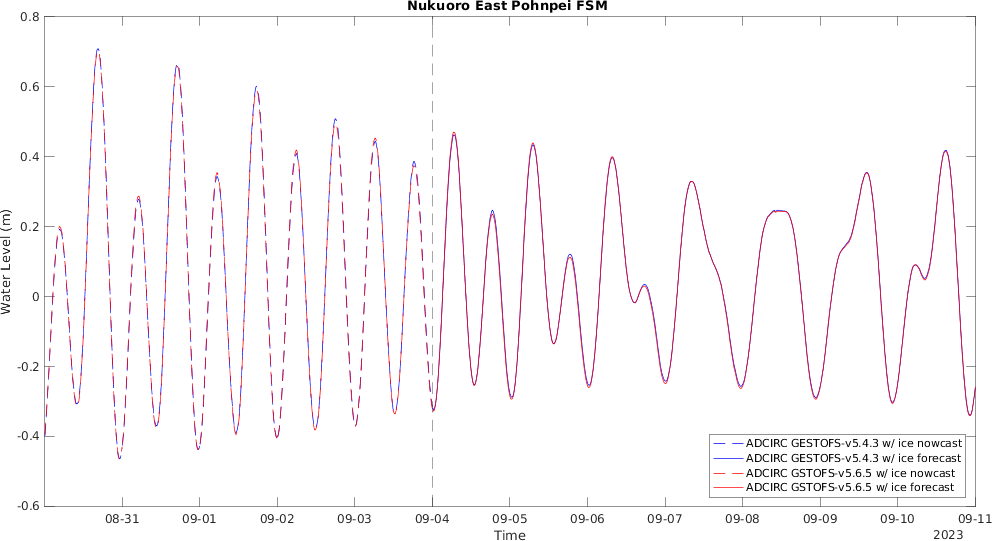 Nukuoro East Pohnpei FSM
0.8
0.6
0.4
0.2
0
-0.2
-0.4
-0.6
Water Level (m)
ADCIRC GESTOFS-v5.4.3 w/ ice nowcast
ADCIRC GESTOFS-v5.4.3 w/ ice forecast
ADCIRC GSTOFS-v5.6.5 w/ ice nowcast
ADCIRC GSTOFS-v5.6.5 w/ ice forecast
08-31 09-01 09-02 09-03 09-04 09-05 09-06 09-07 09-08 09-09 09-10 09-11
Time
2023